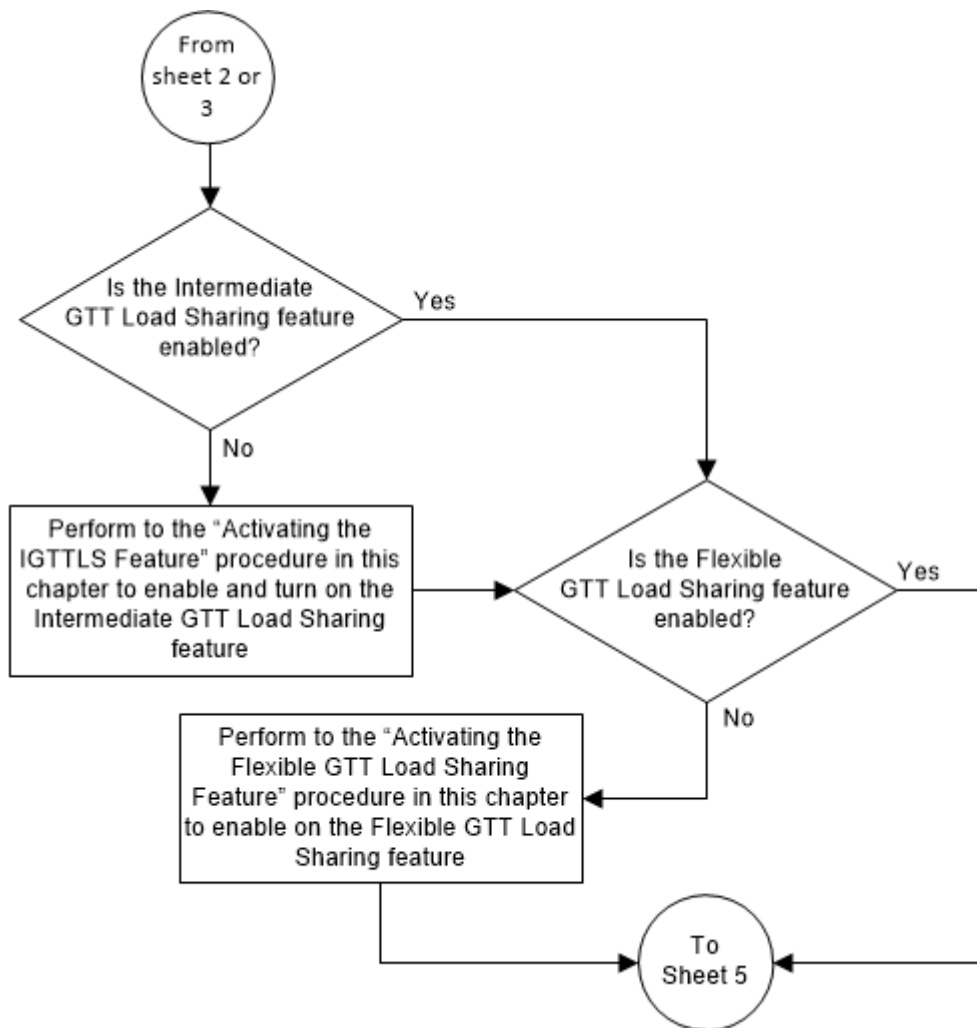 From
sheet 2 or
3
Is the Intermediate
GTT Load Sharing feature
enabled?
Yes
No
Perform to the “Activating the
IGTTLS Feature” procedure in this
chapter to enable and turn on the
Intermediate GTT Load Sharing
feature
Is the Flexible
GTT Load Sharing feature
enabled?
Yes
No
Perform to the “Activating the
Flexible GTT Load Sharing
Feature” procedure in this chapter
to enable on the Flexible GTT Load
Sharing feature
To
Sheet 5